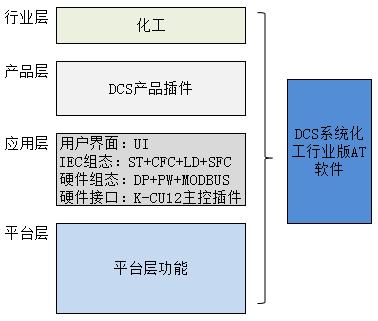 行业层
化工
产品层
DCS产品插件
应用层
用户界面：UI
IEC组态：ST+CFC+LD+SFC
硬件组态：DP+PW+MODBUS
硬件接口：K-CU12主控插件
平台层
平台层功能
DCS系统化
工行业版AT
软件